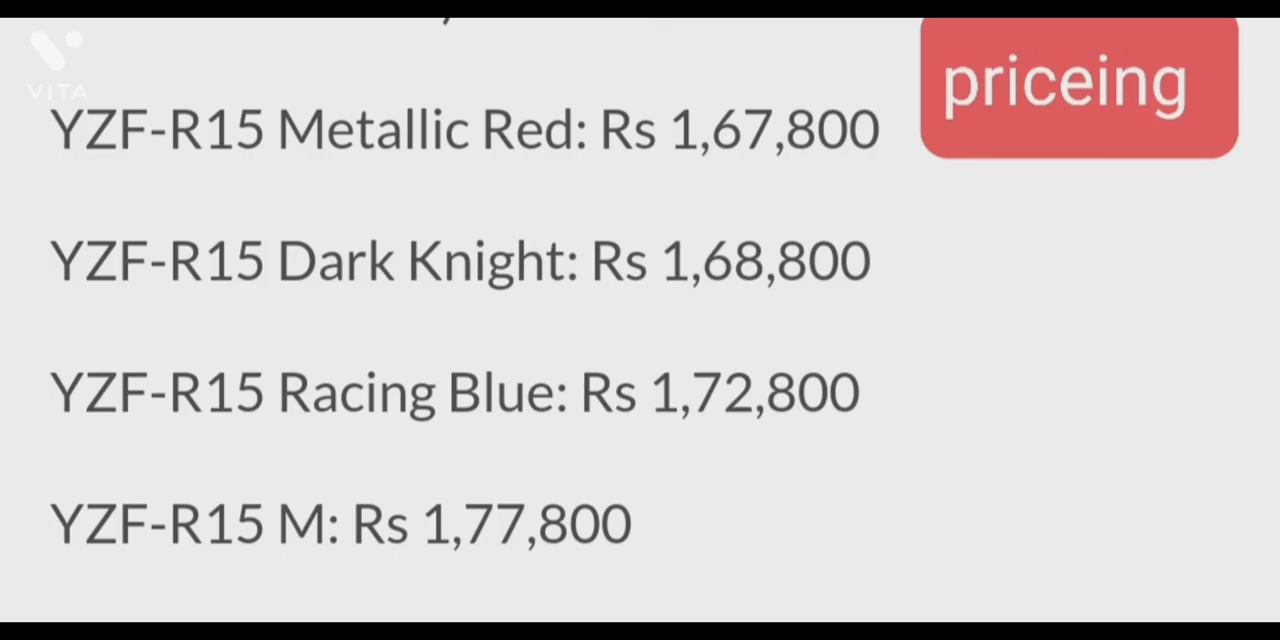 VITA
priceing
YZF-R15 Metallic Red: Rs 1,67,800
YZF-R15 Dark Knight: Rs 1,68,800
YZF-R15 Racing Blue: Rs 1,72,800
YZF-R15 M: Rs 1,77,800